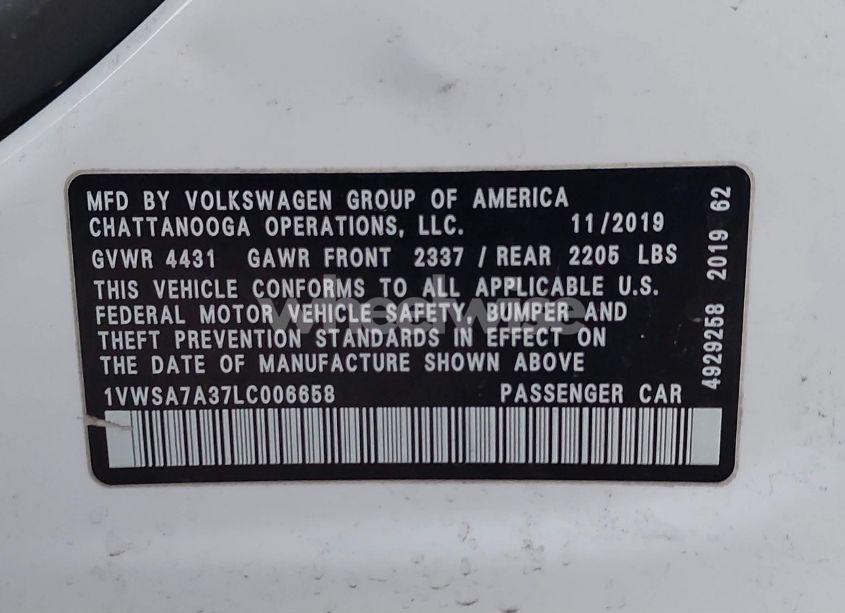 MFD BY VOLKSWAGEN GROUP OF AMERICA
CHATTANOOGA OPERATIONS, LLC. 11/2019
GVWR 4431 GAWR FRONT 2337 / REAR 2205 LBS
THIS VEHICLE CONFORMS TO ALL APPLICABLE U.S.
FEDERAL MOTOR VEHICLE SAFETY, BUMPER AND
THEFT PREVENTION STANDARDS IN EFFECT ON
THE DATE OF MANUFACTURE SHOWN ABOVE
1VWSA7A37LC006658 PASSENGER CAR
4929258 2019 62
wheelwise